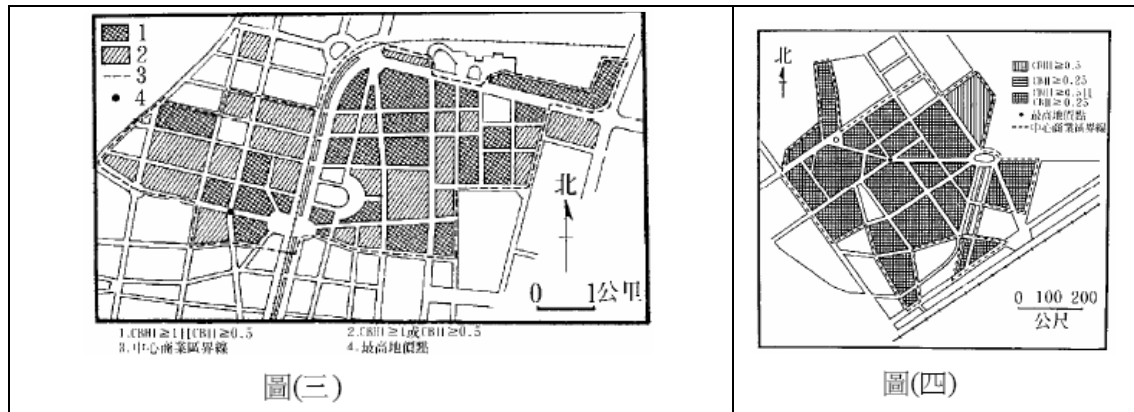 1
2
3
4
北
0 1公里
1.CBHI≥1且CBII≥0.5
2.CBHI≥1或CBII≥0.5
3.中心商業區界線
4.最高地價點
圖(三)
北
CBHI≥0.5
CBII≥0.25
CBHI≥0.5且
CBII≥0.25
最高地價點
中心商業區界線
0 100 200
公尺
圖(四)